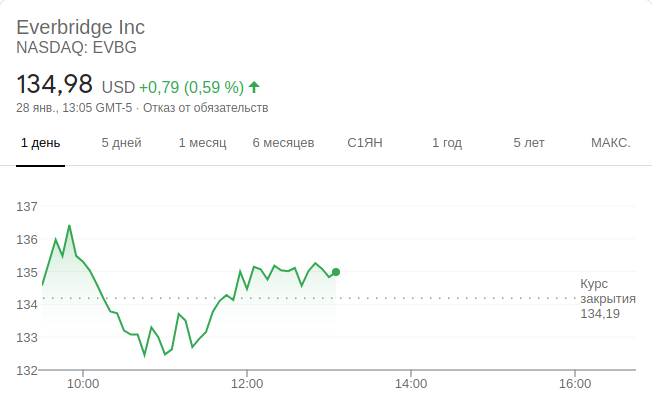 Everbridge Inc
NASDAQ: EVBG
134,98 USD +0,79 (0,59 %)
28 янв., 13:05 GMT-5 · Отказ от обязательств
1 день 5 дней 1 месяц 6 месяцев С1ЯН 1 год 5 лет МАКС.
137
136
135
134
133
132
Курс
закрытия
134,19
10:00 12:00 14:00 16:00